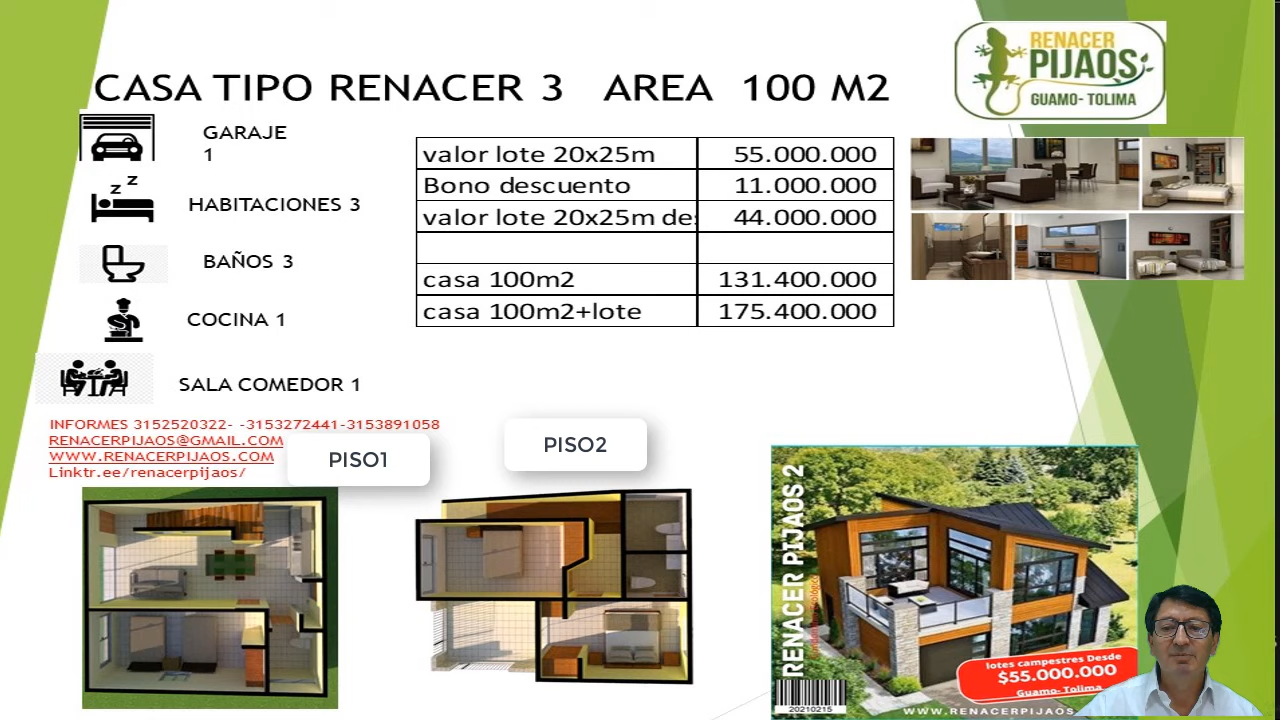 CASA TIPO RENACER 3 AREA 100 M2
RENACER
PIJAOS
GUAMO- TOLIMA
GARAJE
1
z z
HABITACIONES 3
BAÑOS 3
COCINA 1
SALA COMEDOR 1
valor lote 20x25m 55.000.000
Bono descuento 11.000.000
valor lote 20x25m de 44.000.000
casa 100m2 131.400.000
casa 100m2+lote 175.400.000
INFORMES 3152520322- -3153272441-3153891058
RENACERPIJAOS@GMAIL.COM
WWW.RENACERPIJAOS.COM
Linktr.ee/renacerpijaos/
PISO1
PISO2
RENACER PIJAOS 2
lotes campestres Desde
$55.000.000
Guamo- Tolima
20210215
WWW.RENACERPIJAOS.